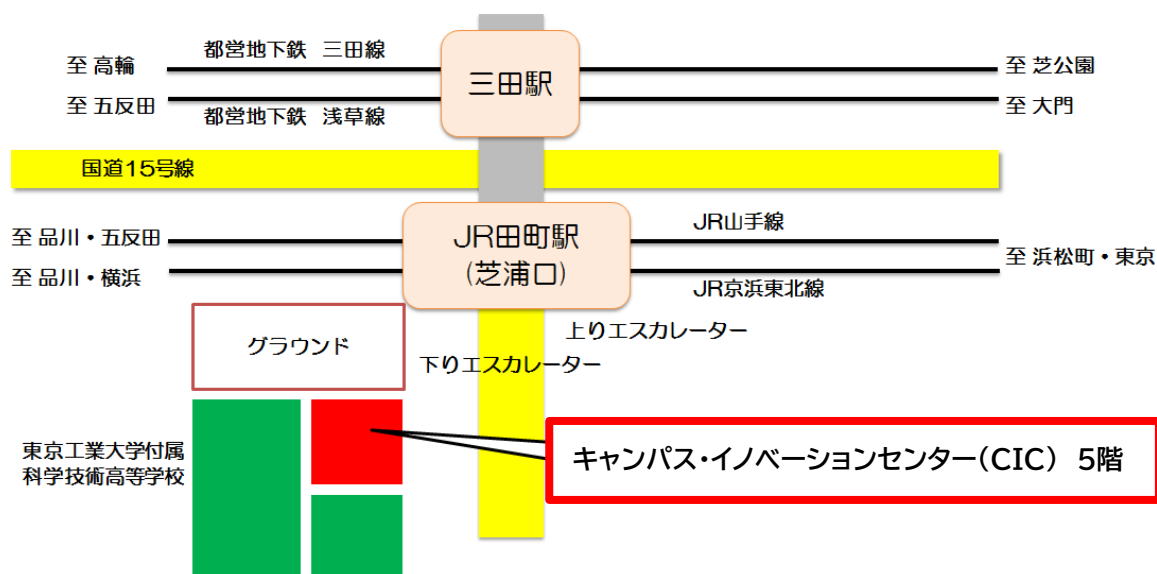 都営地下鉄 三田線
至 高輪
三田駅
至 芝公園
至 五反田
都営地下鉄 浅草線
至 大門
国道15号線
JR山手線
至 品川・五反田
JR田町駅
(芝浦口)
至 浜松町・東京
至 品川・横浜
JR京浜東北線
上りエスカレーター
グラウンド
下りエスカレーター
東京工業大学付属
科学技術高等学校
キャンパス・イノベーションセンター(CIC) 5階